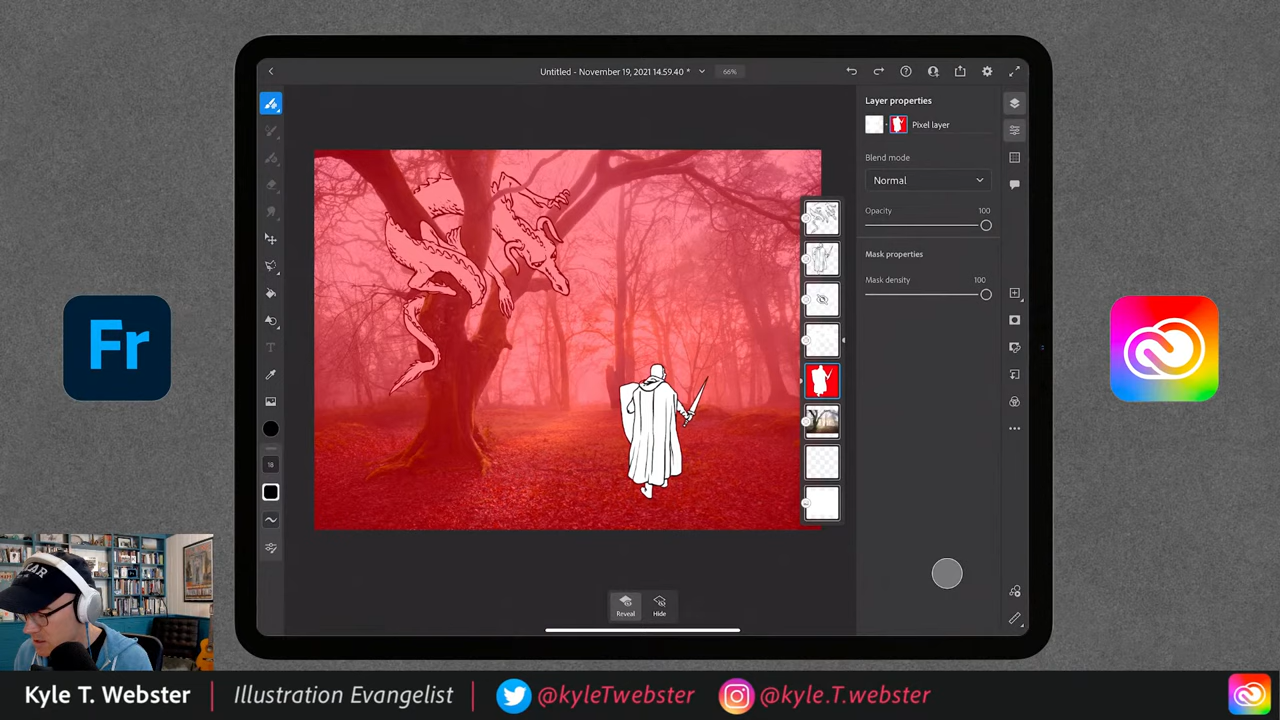 Untitled - November 19, 2021 14.59.40 *
66%
Layer properties
Pixel layer
Blend mode
Normal
Opacity
100
Mask properties
Mask density
100
T
18
Reveal
Hide
Fr
Kyle T. Webster | Illustration Evangelist | @kyleTwebster @kyle.T.webster